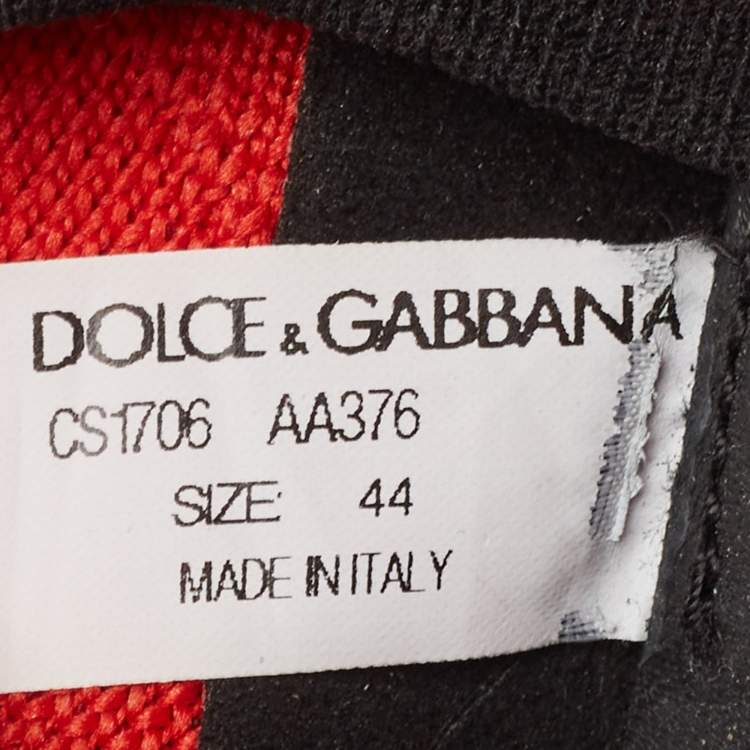 DOLCE & GABBANA
CS1706 AA376
SIZE: 44
MADE IN ITALY